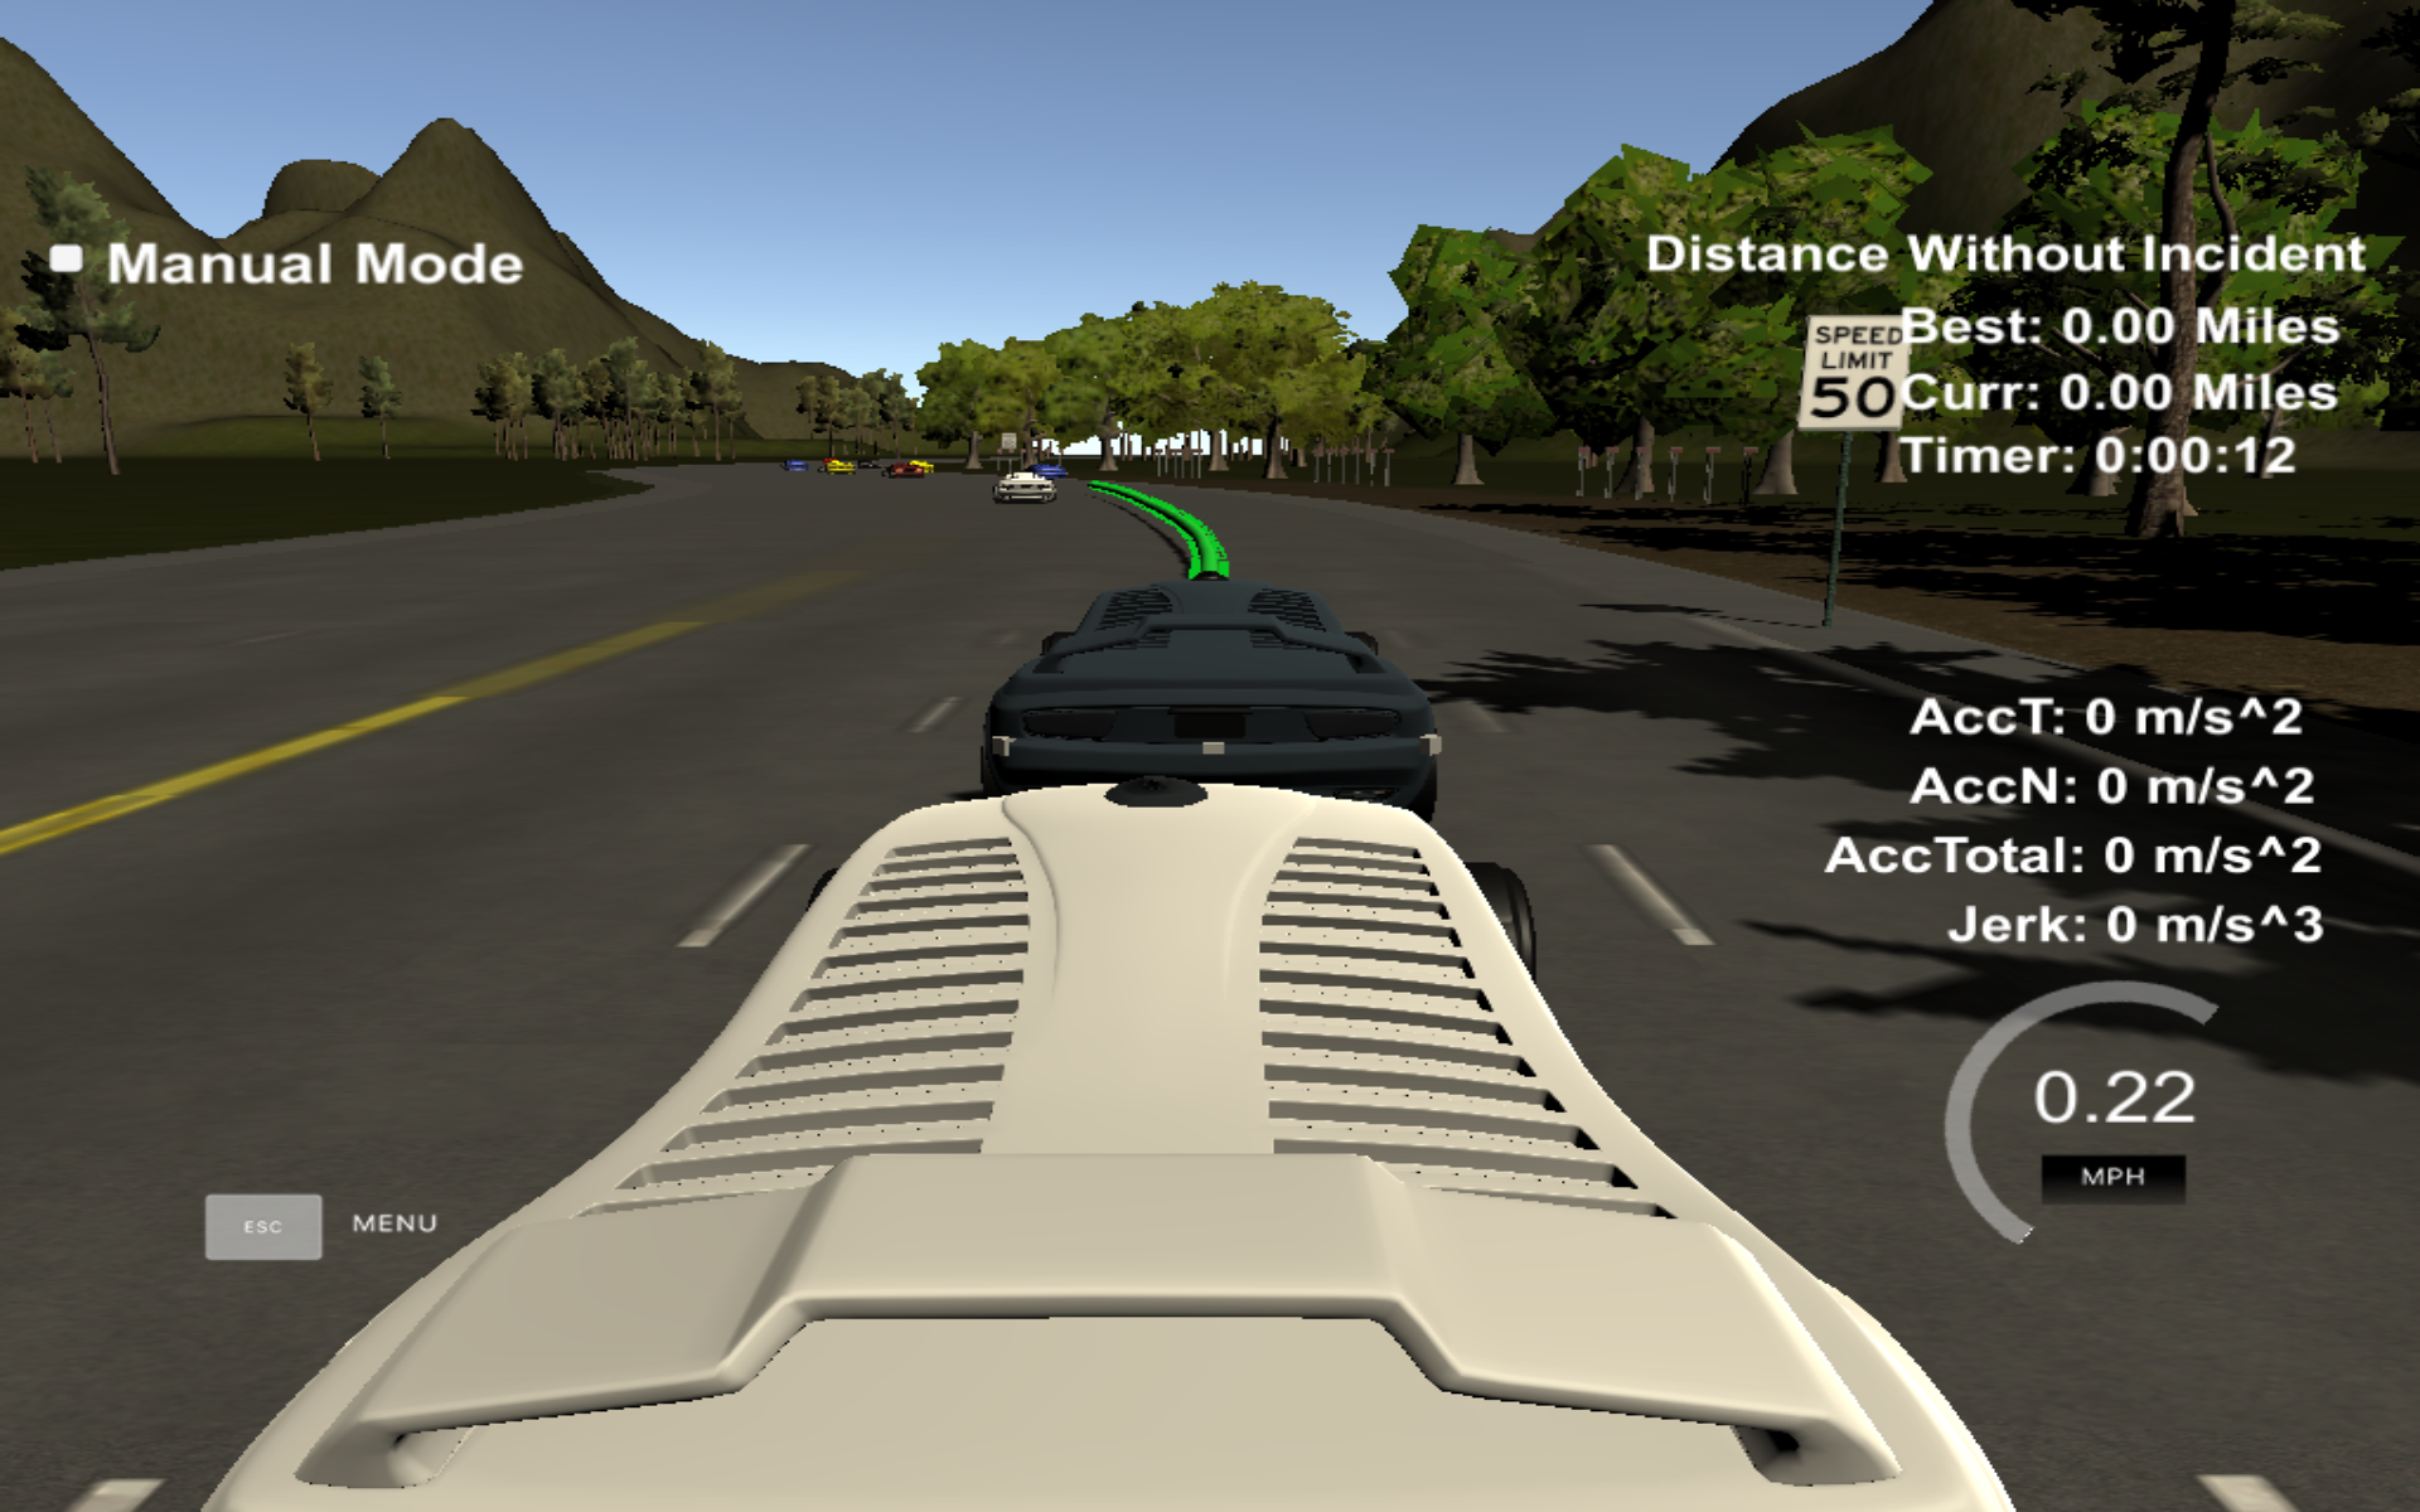 Manual Mode
Distance Without Incident
Best: 0.00 Miles
Curr: 0.00 Miles
Timer: 0:00:12
SPEED
LIMIT
50
AccT: 0 m/s^2
AccN: 0 m/s^2
AccTotal: 0 m/s^2
Jerk: 0 m/s^3
0.22
MPH
ESC MENU